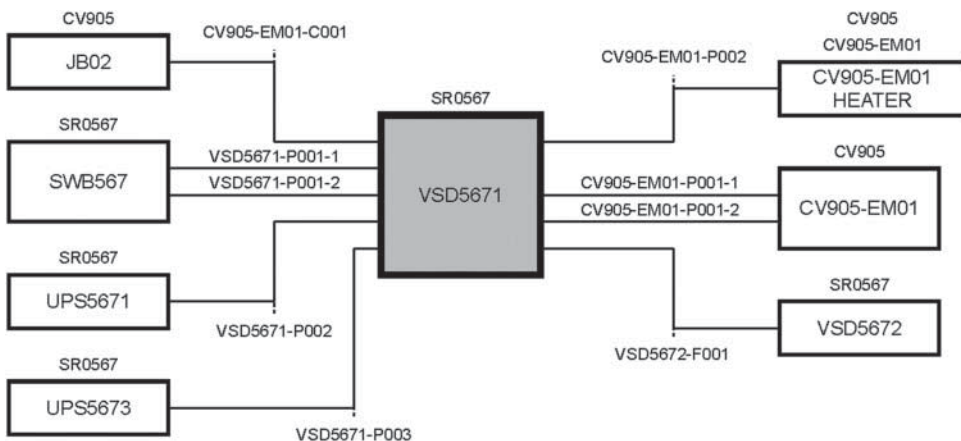 CV905
JB02
CV905-EM01-C001
SR0567
SWB567
VSD5671-P001-1
VSD5671-P001-2
SR0567
UPS5671
VSD5671-P002
SR0567
UPS5673
VSD5671-P003
SR0567
VSD5671
CV905-EM01-P002
CV905
CV905-EM01
CV905-EM01
HEATER
CV905-EM01-P001-1
CV905-EM01-P001-2
CV905
CV905-EM01
VSD5672-F001
SR0567
VSD5672